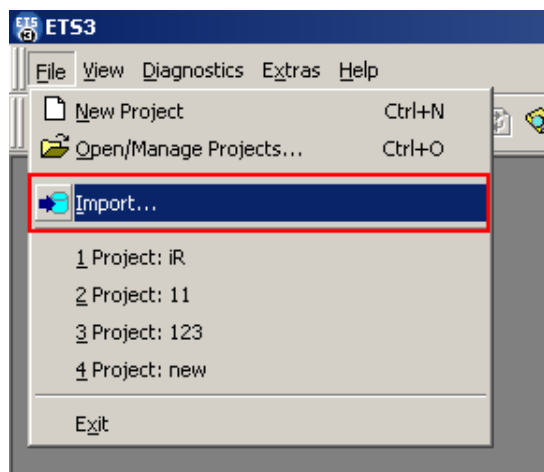 ETS3
File View Diagnostics Extras Help
New Project Ctrl+N
Open/Manage Projects... Ctrl+O
Import...
1 Project: iR
2 Project: 11
3 Project: 123
4 Project: new
Exit